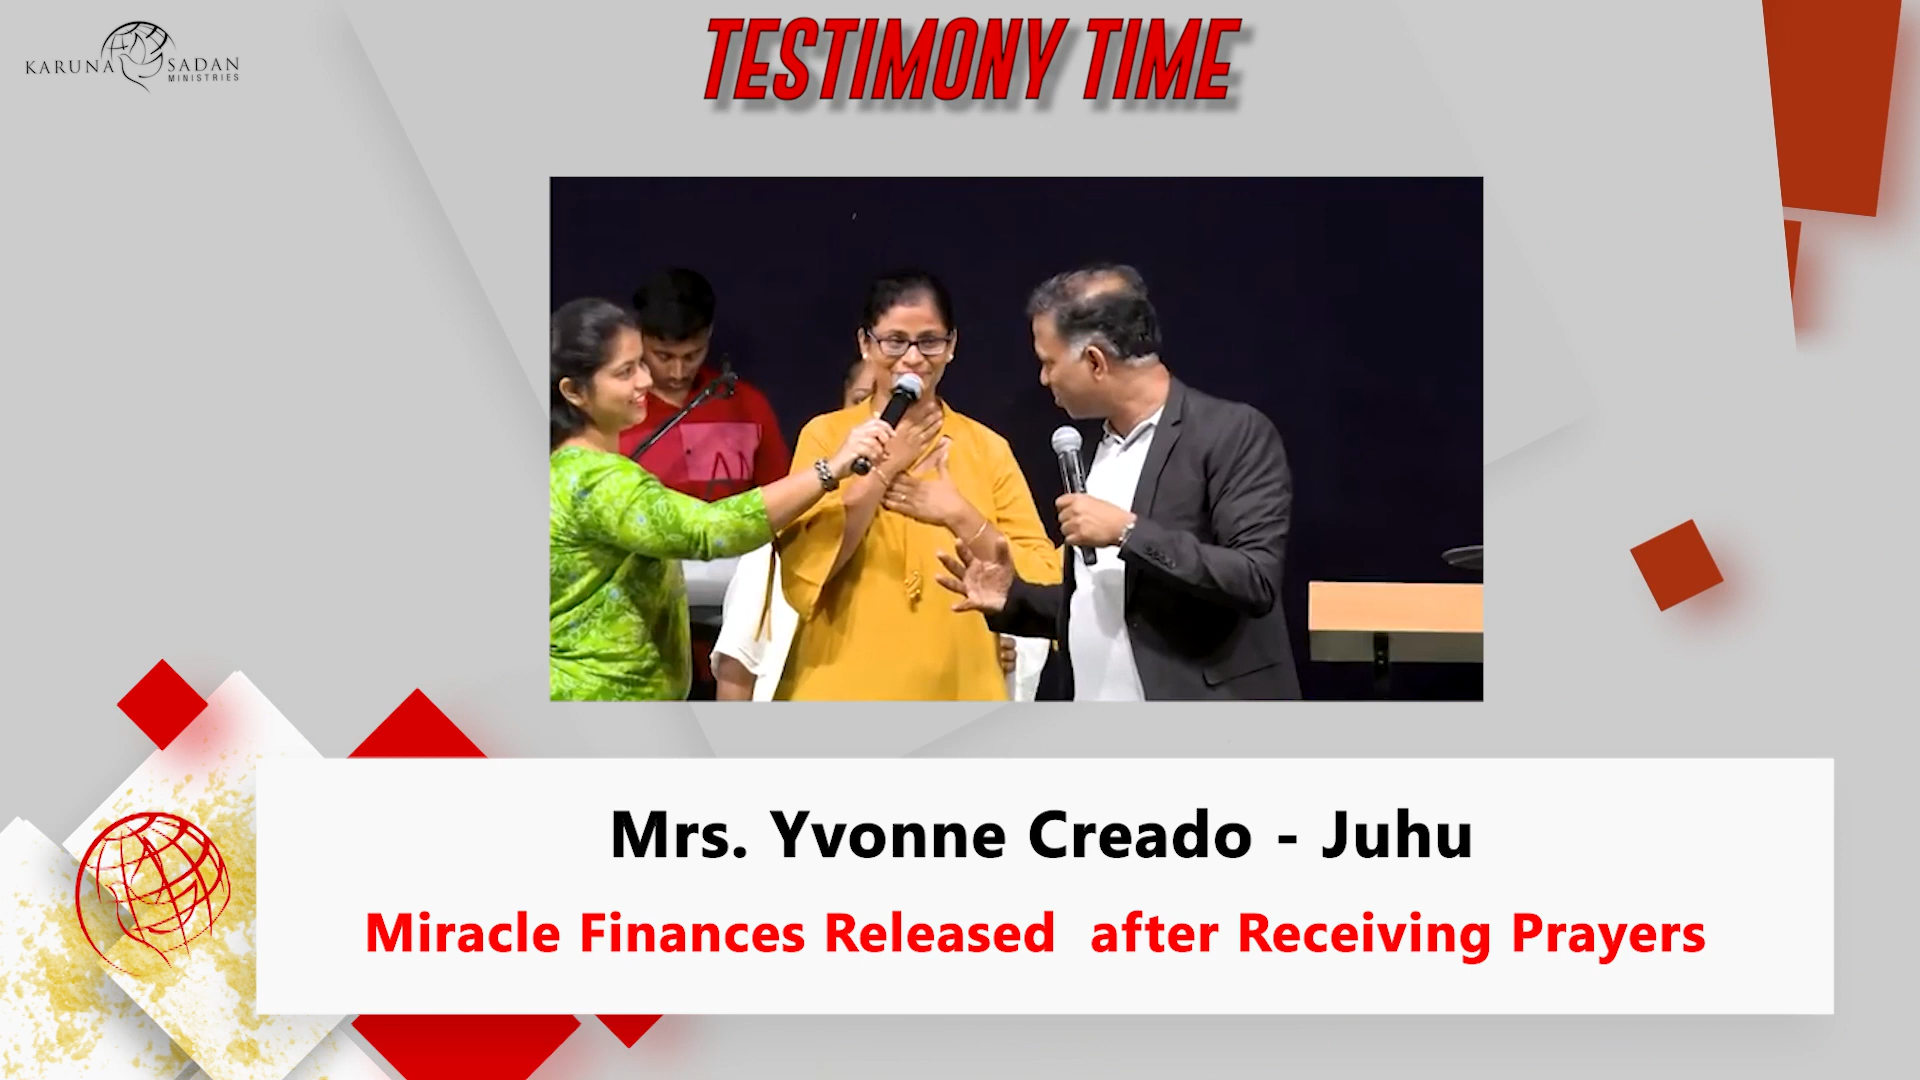 KARUNA SADAN
MINISTRIES
TESTIMONY TIME
Mrs. Yvonne Creado - Juhu
Miracle Finances Released  after Receiving Prayers